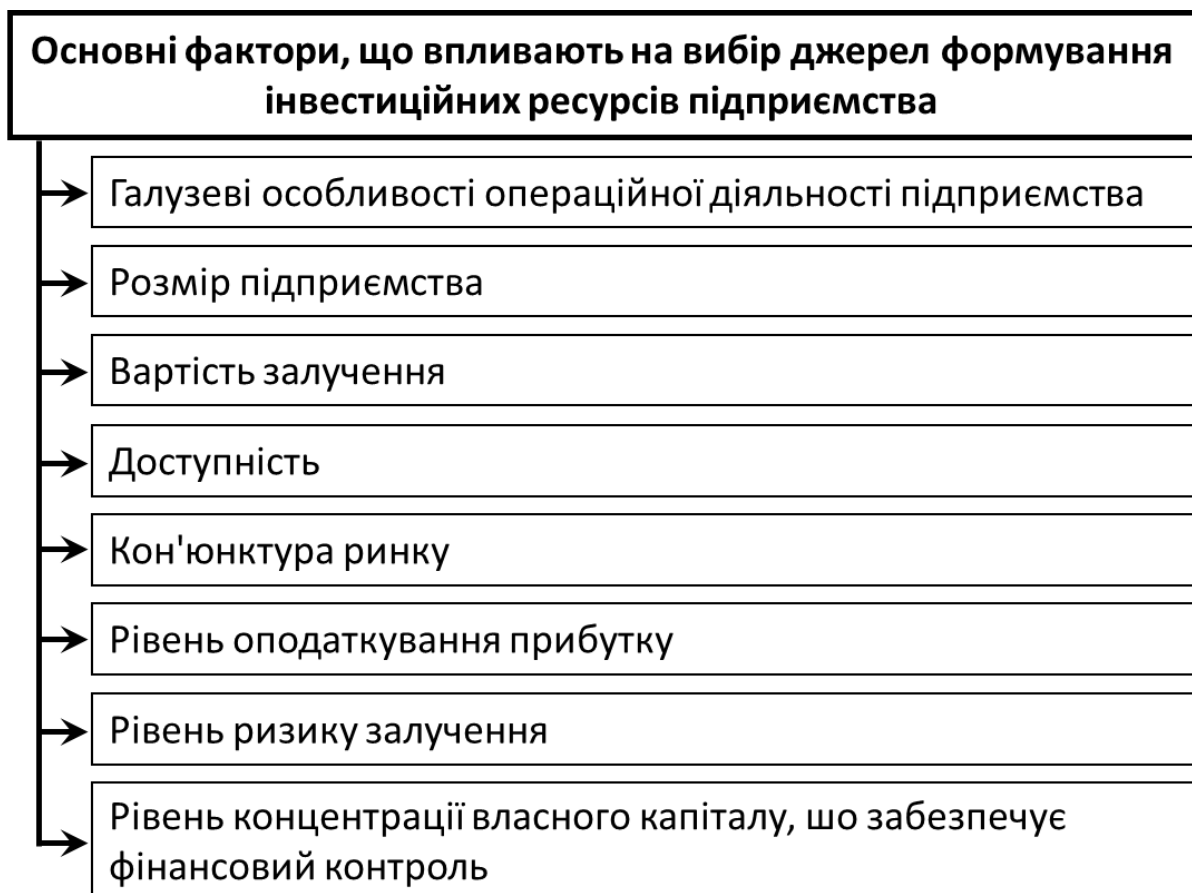 Основні фактори, що впливають на вибір джерел формування
інвестиційних ресурсів підприємства
Галузеві особливості операційної діяльності підприємства
Розмір підприємства
Вартість залучення
Доступність
Кон'юнктура ринку
Рівень оподаткування прибутку
Рівень ризику залучення
Рівень концентрації власного капіталу, шо забезпечує
фінансовий контроль